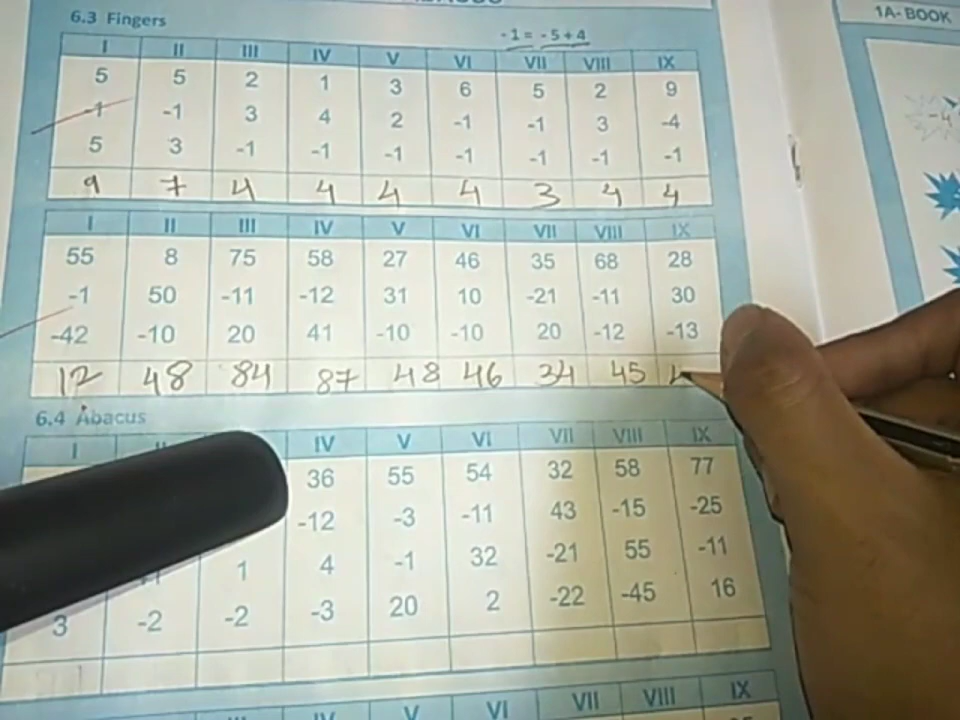 1A- BOOK
6.3 Fingers
-1 = -5+4
I II III IV V VI VII VIII IX
5 5 2 1 3 6 5 2 9
-1 -1 3 4 2 -1 -1 3 -4
5 3 -1 -1 -1 -1 -1 -1 -1
9 7 4 4 4 4 3 4 4
I II III IV V VI VII VIII IX
55 8 75 58 27 46 35 68 28
-1 50 -11 -12 31 10 -21 -11 30
-42 -10 20 41 -10 -10 20 -12 -13
12 48 84 87 48 46 34 45
6.4 Abacus
I IV V VI VII VIII IX
36 55 54 32 58 77
-12 -3 -11 43 -15 -25
1 4 -1 32 -21 55 -11
3 -2 -2 -3 20 2 -22 -45 16
III IV V VI VII VIII IX
-4